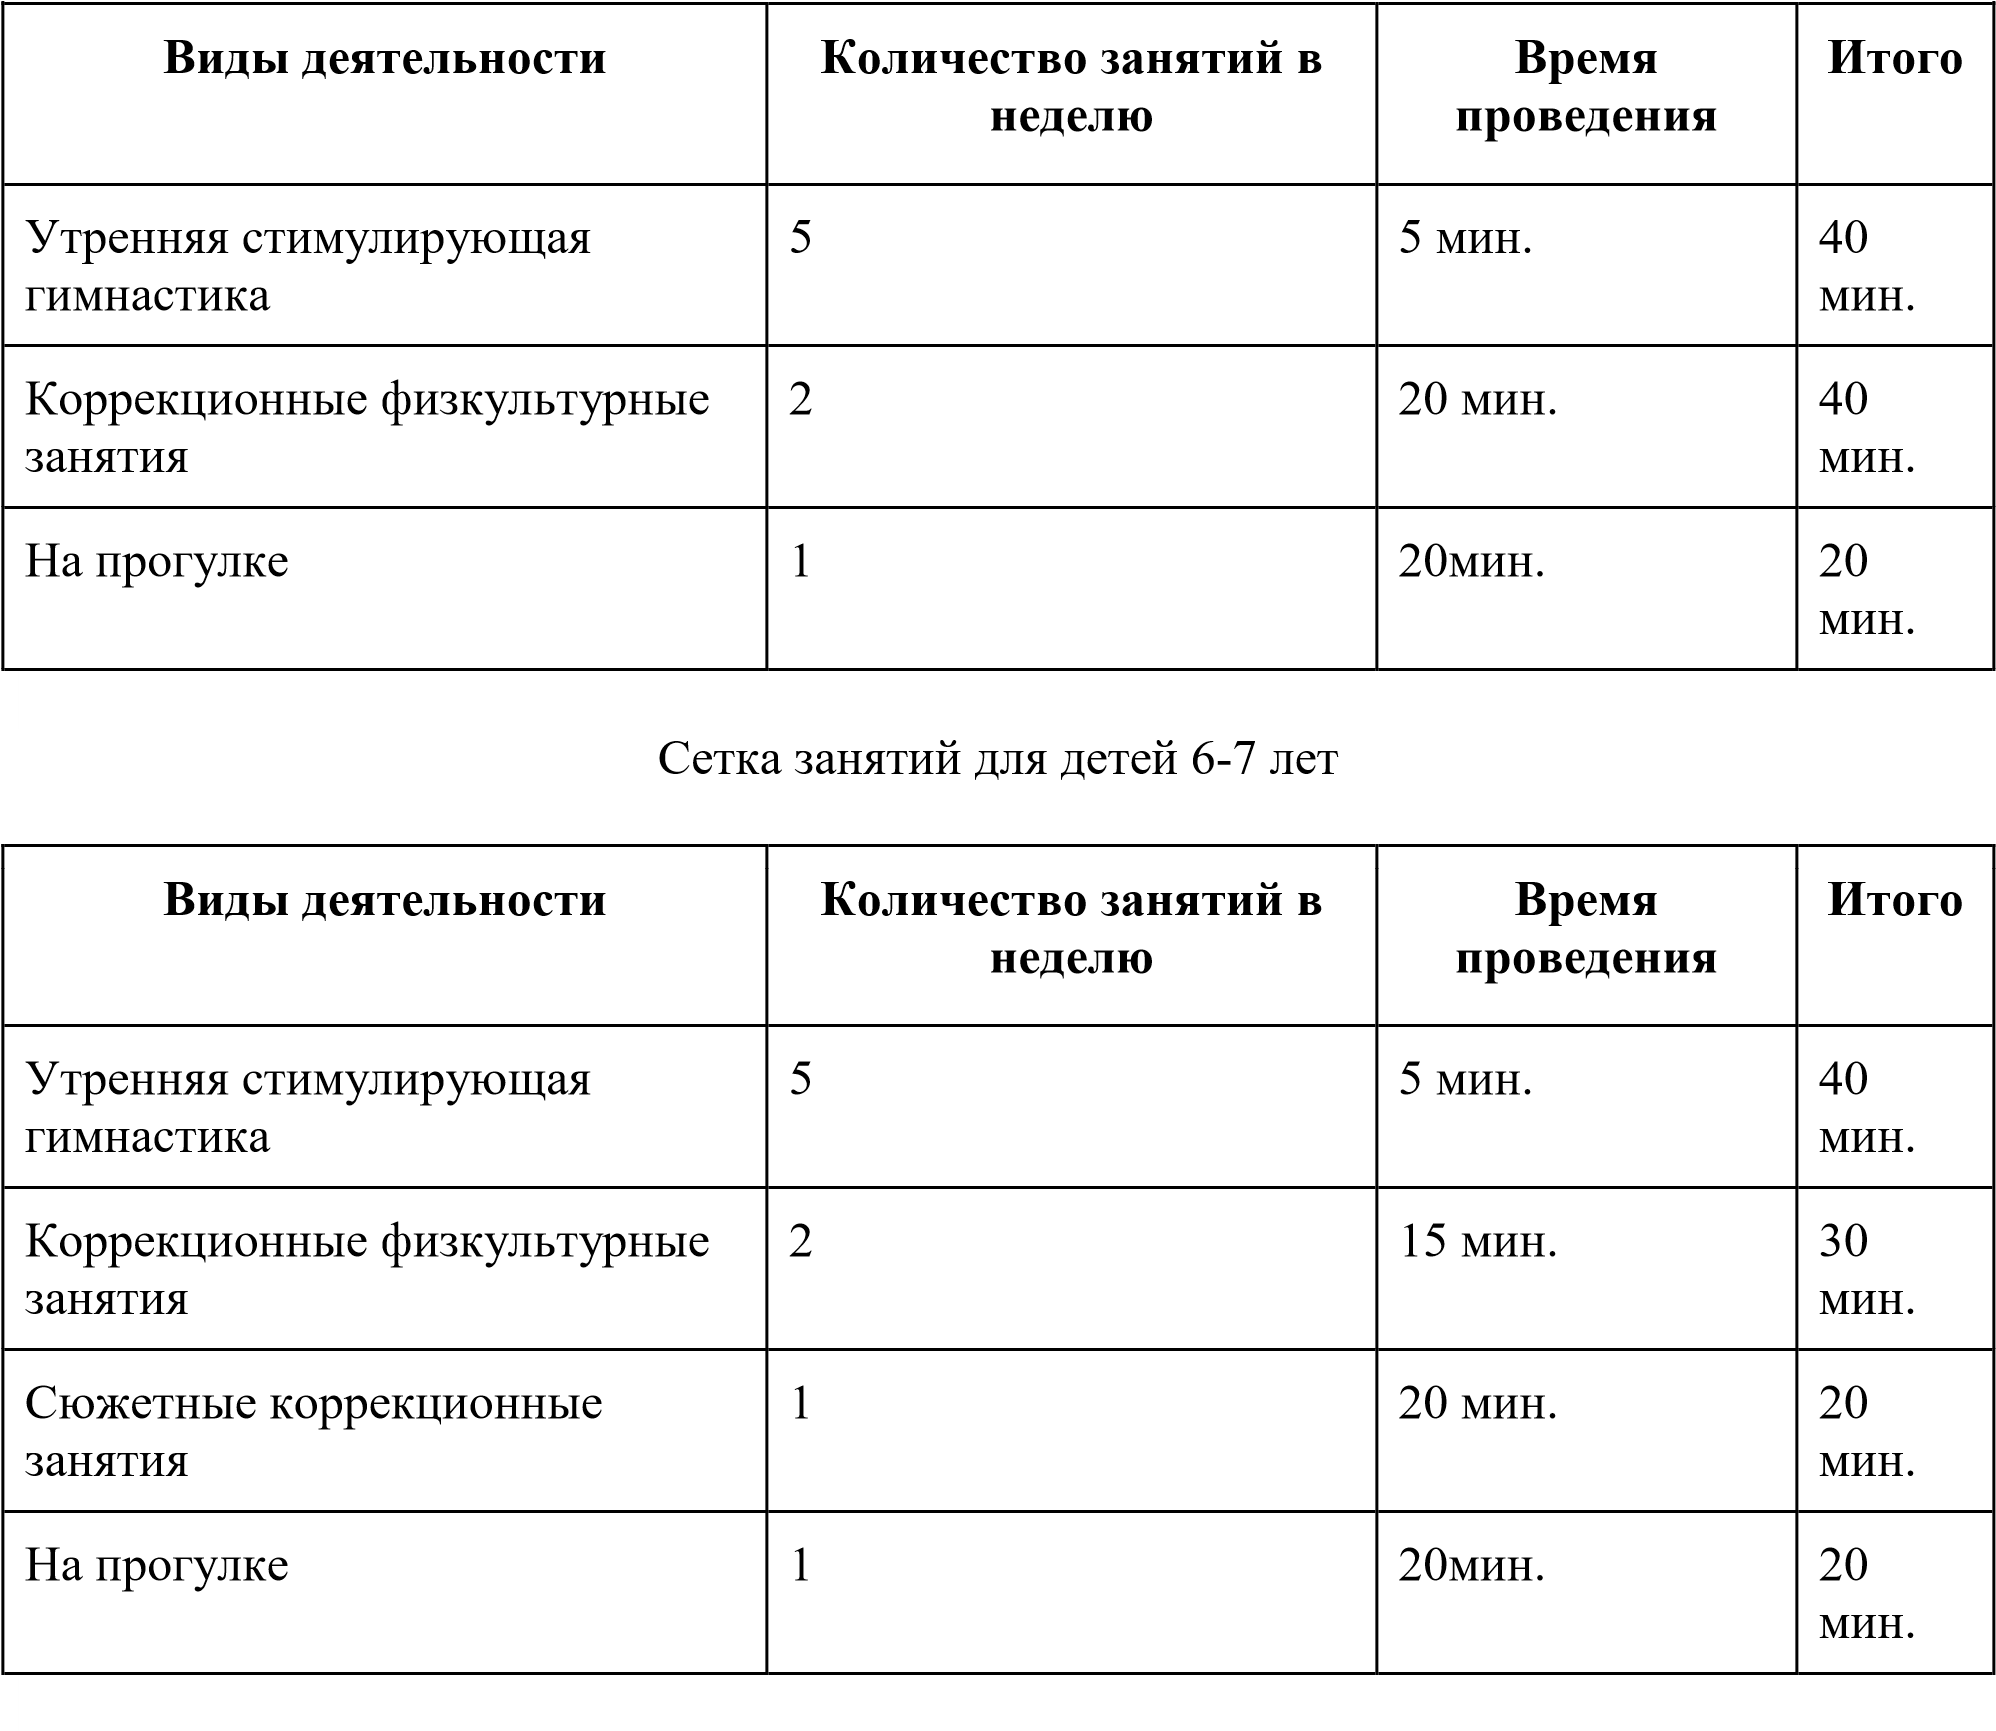 Виды деятельности
Количество занятий в
неделю
Время
проведения
Итого
Утренняя стимулирующая
гимнастика
5
5 мин.
40
мин.
Коррекционные физкультурные
занятия
2
20 мин.
40
мин.
На прогулке
1
20мин.
20
мин.
Сетка занятий для детей 6-7 лет
Виды деятельности
Количество занятий в
неделю
Время
проведения
Итого
Утренняя стимулирующая
гимнастика
5
5 мин.
40
мин.
Коррекционные физкультурные
занятия
2
15 мин.
30
мин.
Сюжетные коррекционные
занятия
1
20 мин.
20
мин.
На прогулке
1
20мин.
20
мин.